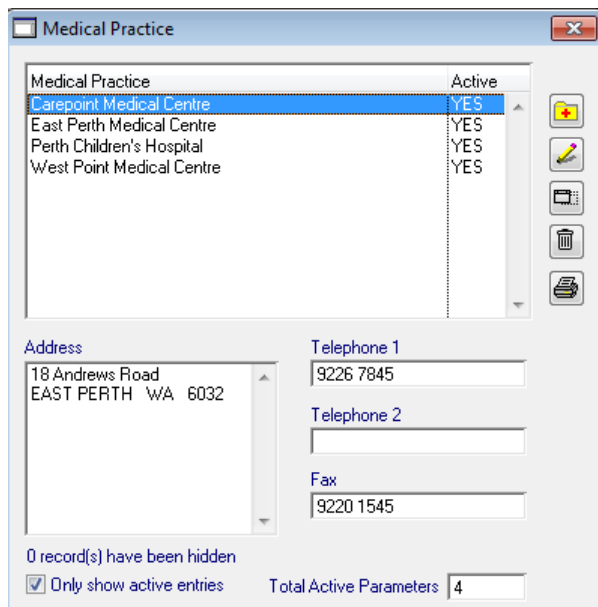 Medical Practice
Medical Practice Active
Carepoint Medical Centre YES
East Perth Medical Centre YES
Perth Children's Hospital YES
West Point Medical Centre YES
Address
18 Andrews Road
EAST PERTH WA 6032
Telephone 1
9226 7845
Telephone 2
Fax
9220 1545
0 record(s) have been hidden
Only show active entries
Total Active Parameters 4